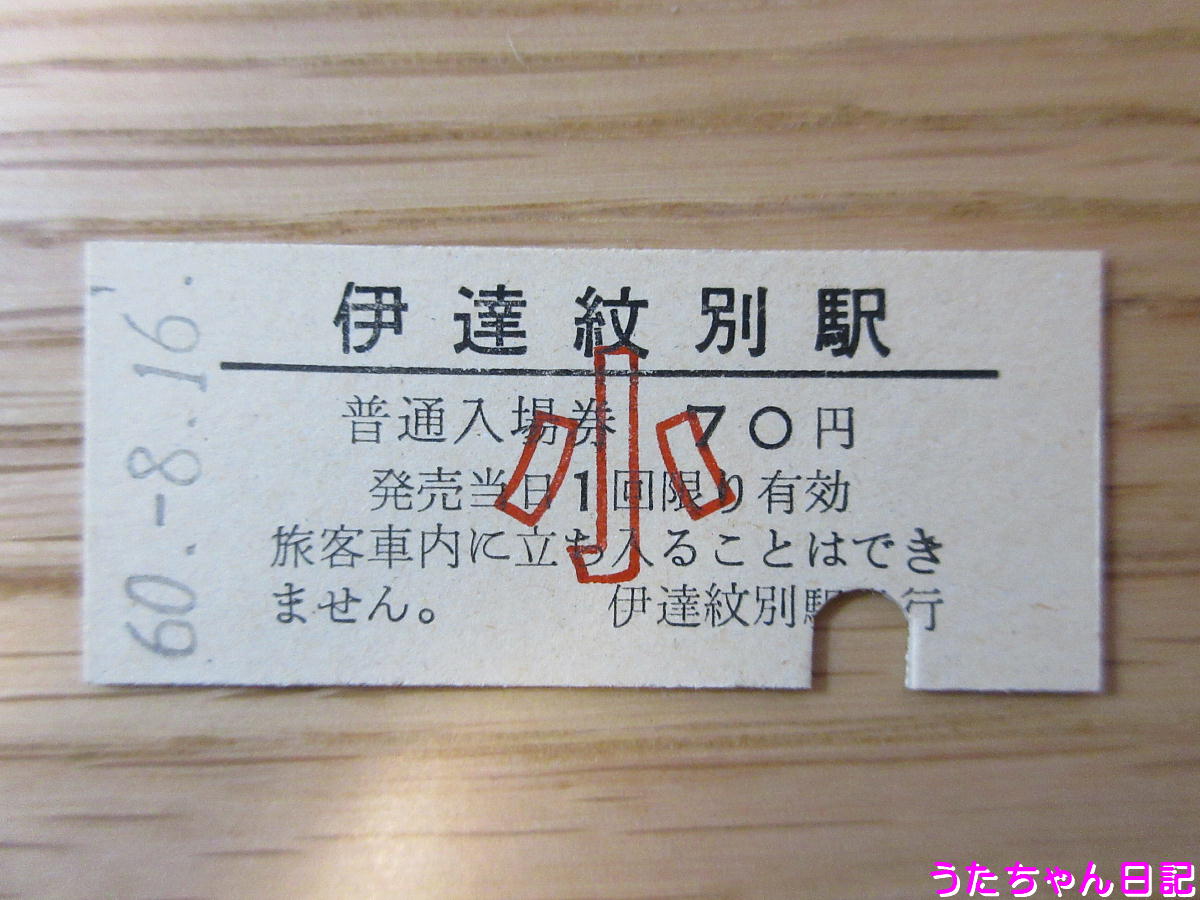 伊達紋別駅
普通入場券 70円
発売当日1回限り有効
旅客車内に立ち入ることはでき
ません。 伊達紋別駅 行
小
60.-8.16.
うたちゃん日記